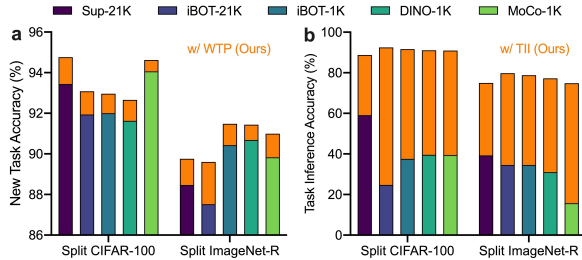 Sup-21K iBOT-21K iBOT-1K DINO-1K MoCo-1K
a
w/ WTP (Ours)
New Task Accuracy (%)
96
94
92
90
88
86
Split CIFAR-100 Split ImageNet-R
b
w/ TII (Ours)
Task Inference Accuracy (%)
100
80
60
40
20
0
Split CIFAR-100 Split ImageNet-R